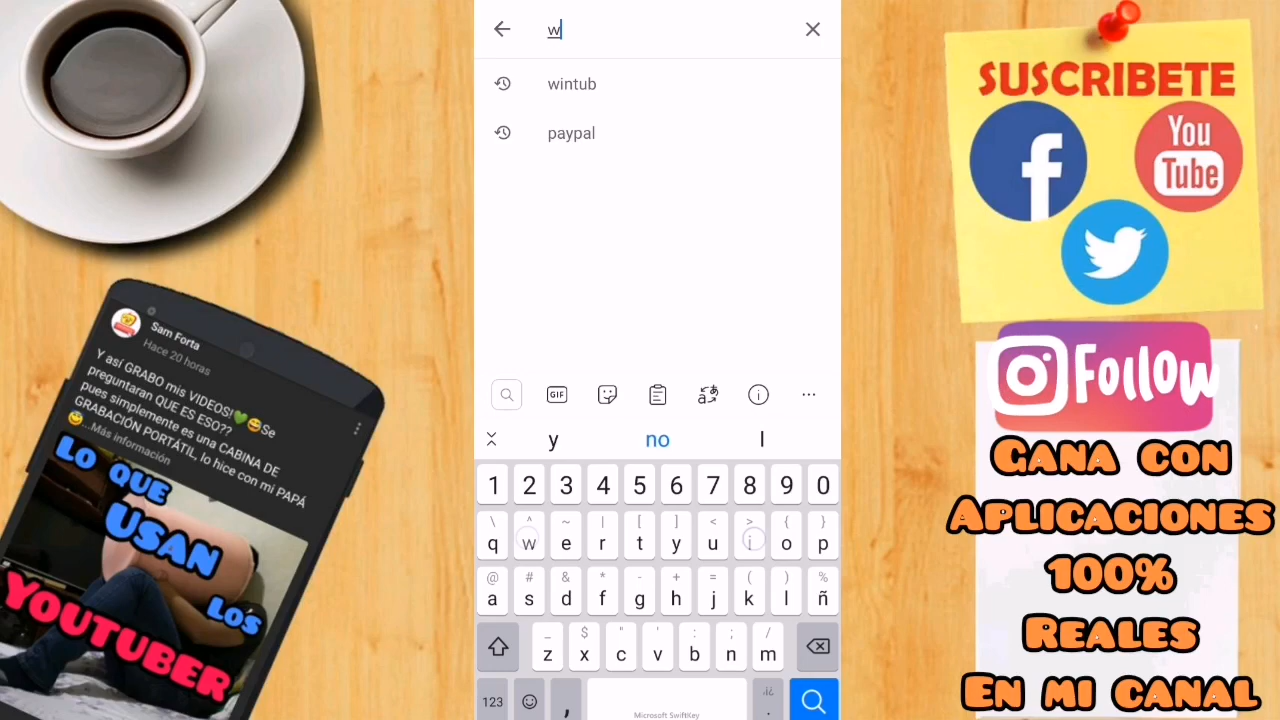 w
wintub
paypal
GIF
y no l
1 2 3 4 5 6 7 8 9 0
\ ^ ~ | [ ] < > { }
q w e r t y u i o p
@ # & * - + = ( ) %
a s d f g h j k l ñ
_ $ " ' : ; /
z x c v b n m
123 , .
Microsoft SwiftKey
Sam Forta
Hace 20 horas
Y así GRABO mis VIDEOS!💚😅Se
preguntaran QUE ES ESO??
pues simplemente es una CABINA DE
GRABACIÓN PORTÁTIL, lo hice con mi PAPÁ
...Más información
Lo que
USAN
Los
YOUTUBER
SUSCRIBETE
f
You
Tube
Follow
Gana con
Aplicaciones
100%
Reales
En mi canal